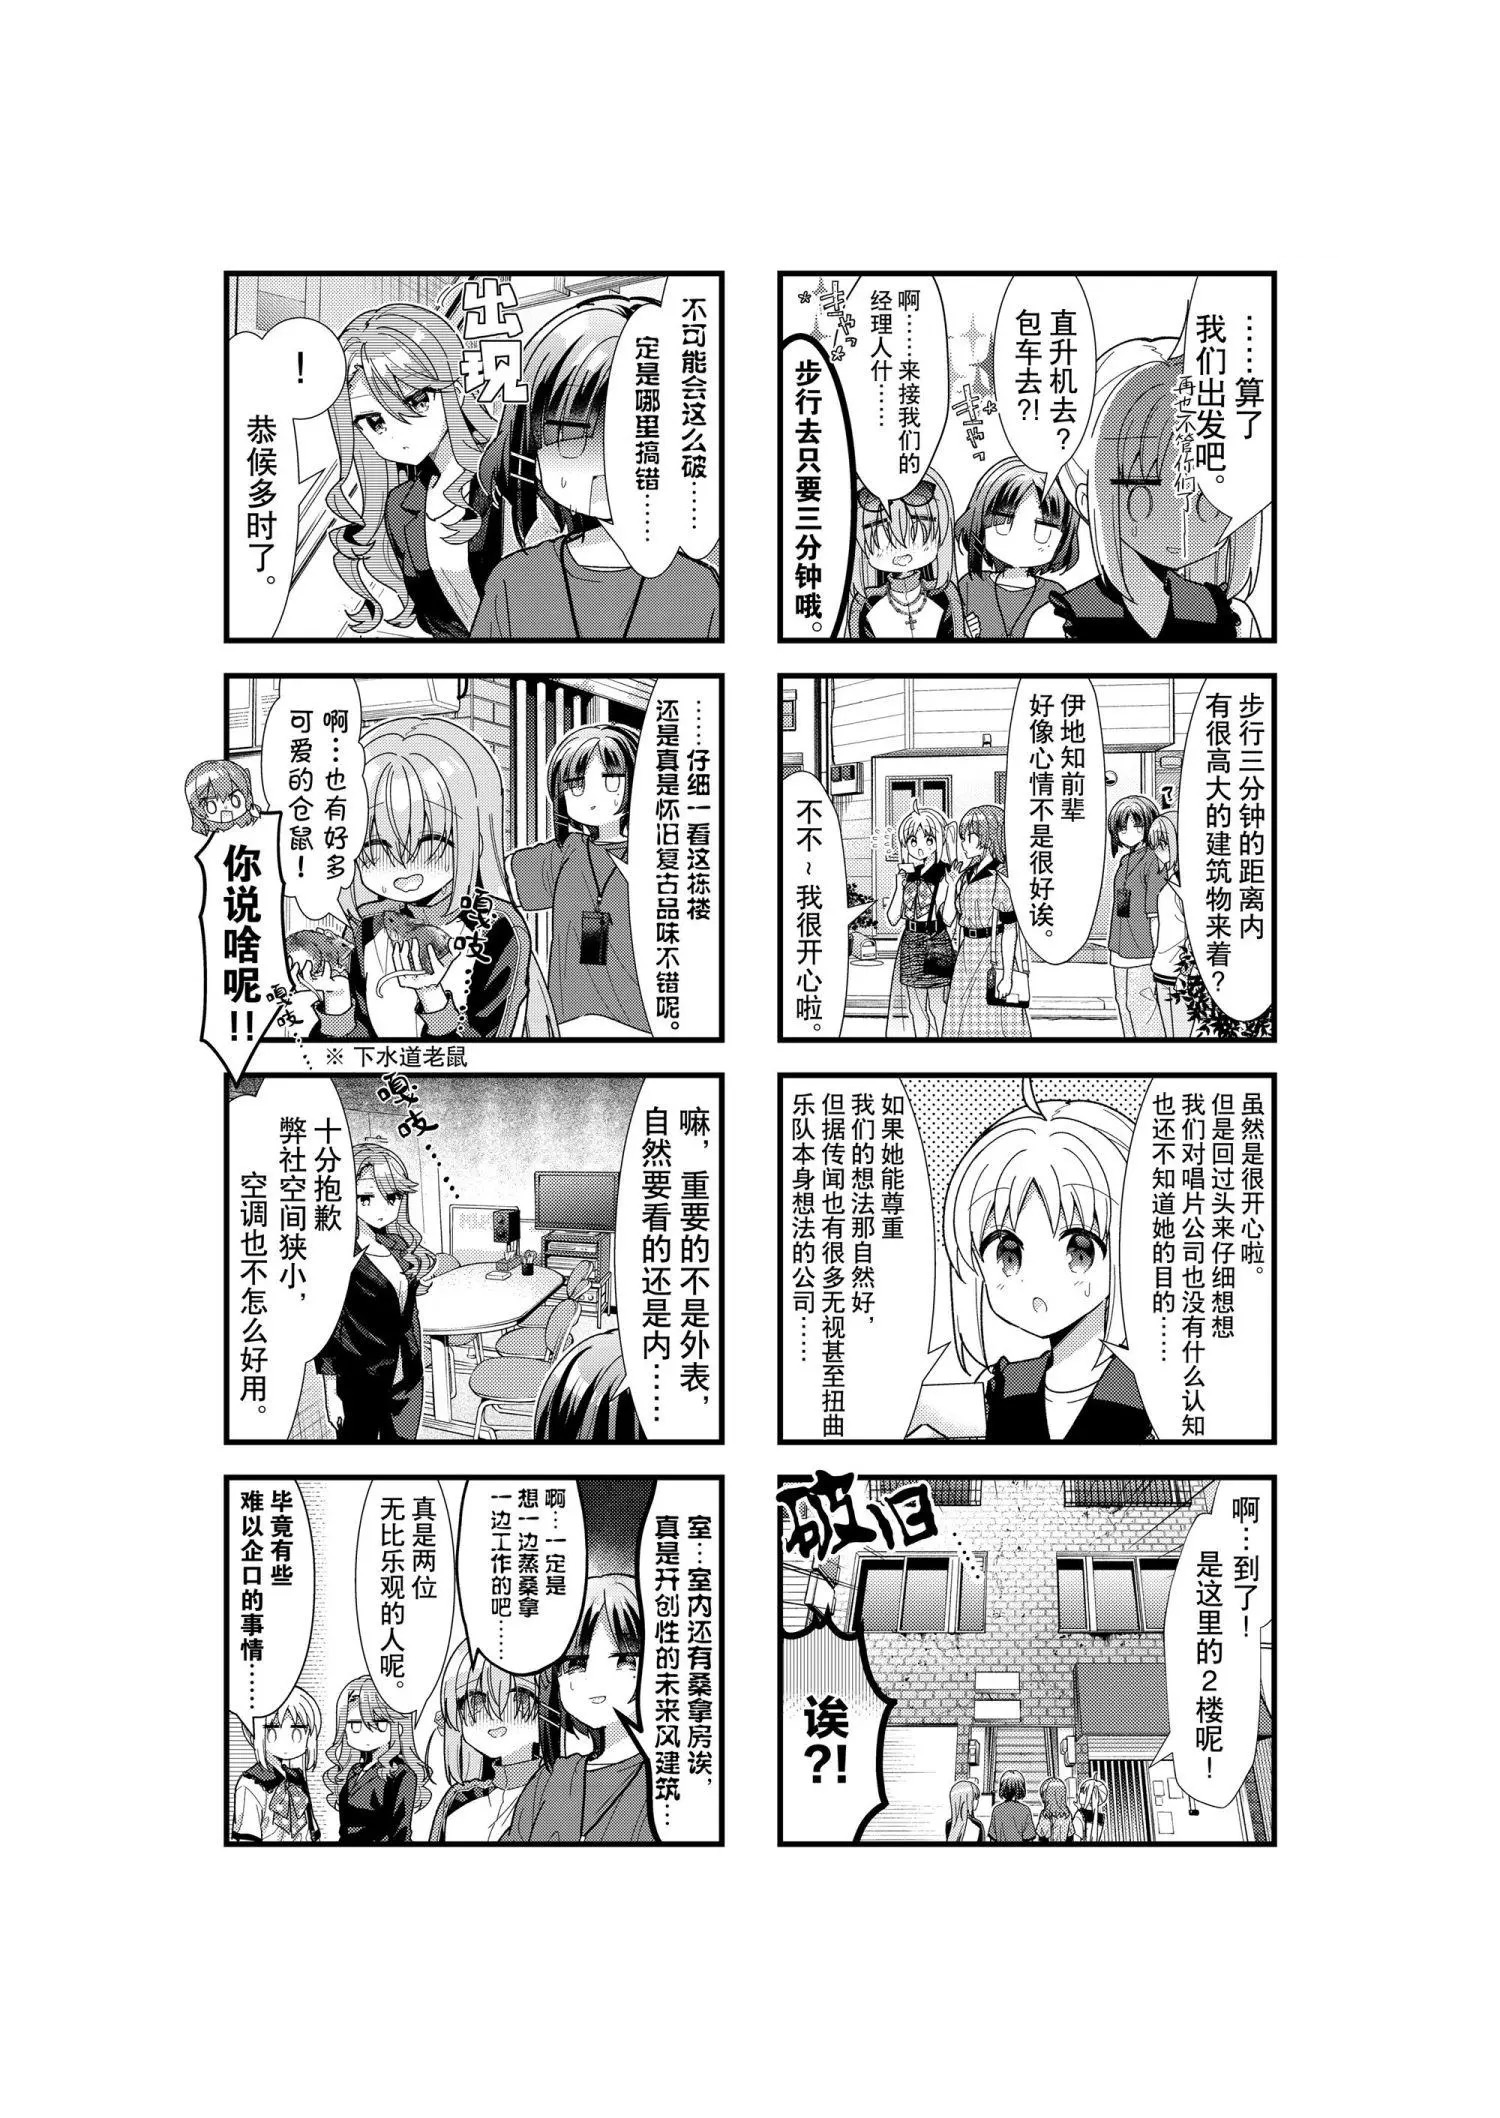 ……算了
我们出发吧。
再也不管你们了
直升机去？
包车去?!
啊……来接我们的
经理人什……
キャっ
キャッ
步行去只要三分钟哦。
步行三分钟的距离内
有很高大的建筑物来着？
伊地知前辈
好像心情不是很好诶。
不不~我很开心啦。
虽然是很开心啦。
但是回过头来仔细想想
我们对唱片公司也没有什么认知
也还不知道她的目的……
如果她能尊重
我们的想法那自然好，
但据传闻也有很多无视甚至扭曲
乐队本身想法的公司……
啊…到了！
是这里的2楼呢！
破旧……
诶?!
不可能会这么破……
定是哪里搞错……
出现
！
恭候多时了。
……仔细一看这栋楼
还是真是怀旧复古品味不错呢。
啊…也有好多
可爱的仓鼠！
嘎吱……
嘎吱……
你说啥呢!!
※ 下水道老鼠
嘛，重要的不是外表，
自然要看的还是内……
嘎吱……
十分抱歉
弊社空间狭小，
空调也不怎么好用。
室…室内还有桑拿房诶，
真是开创性的未来风建筑…
啊…一定是
想一边蒸桑拿
一边工作的吧……
真是两位
无比乐观的人呢。
毕竟有些
难以企口的事情……